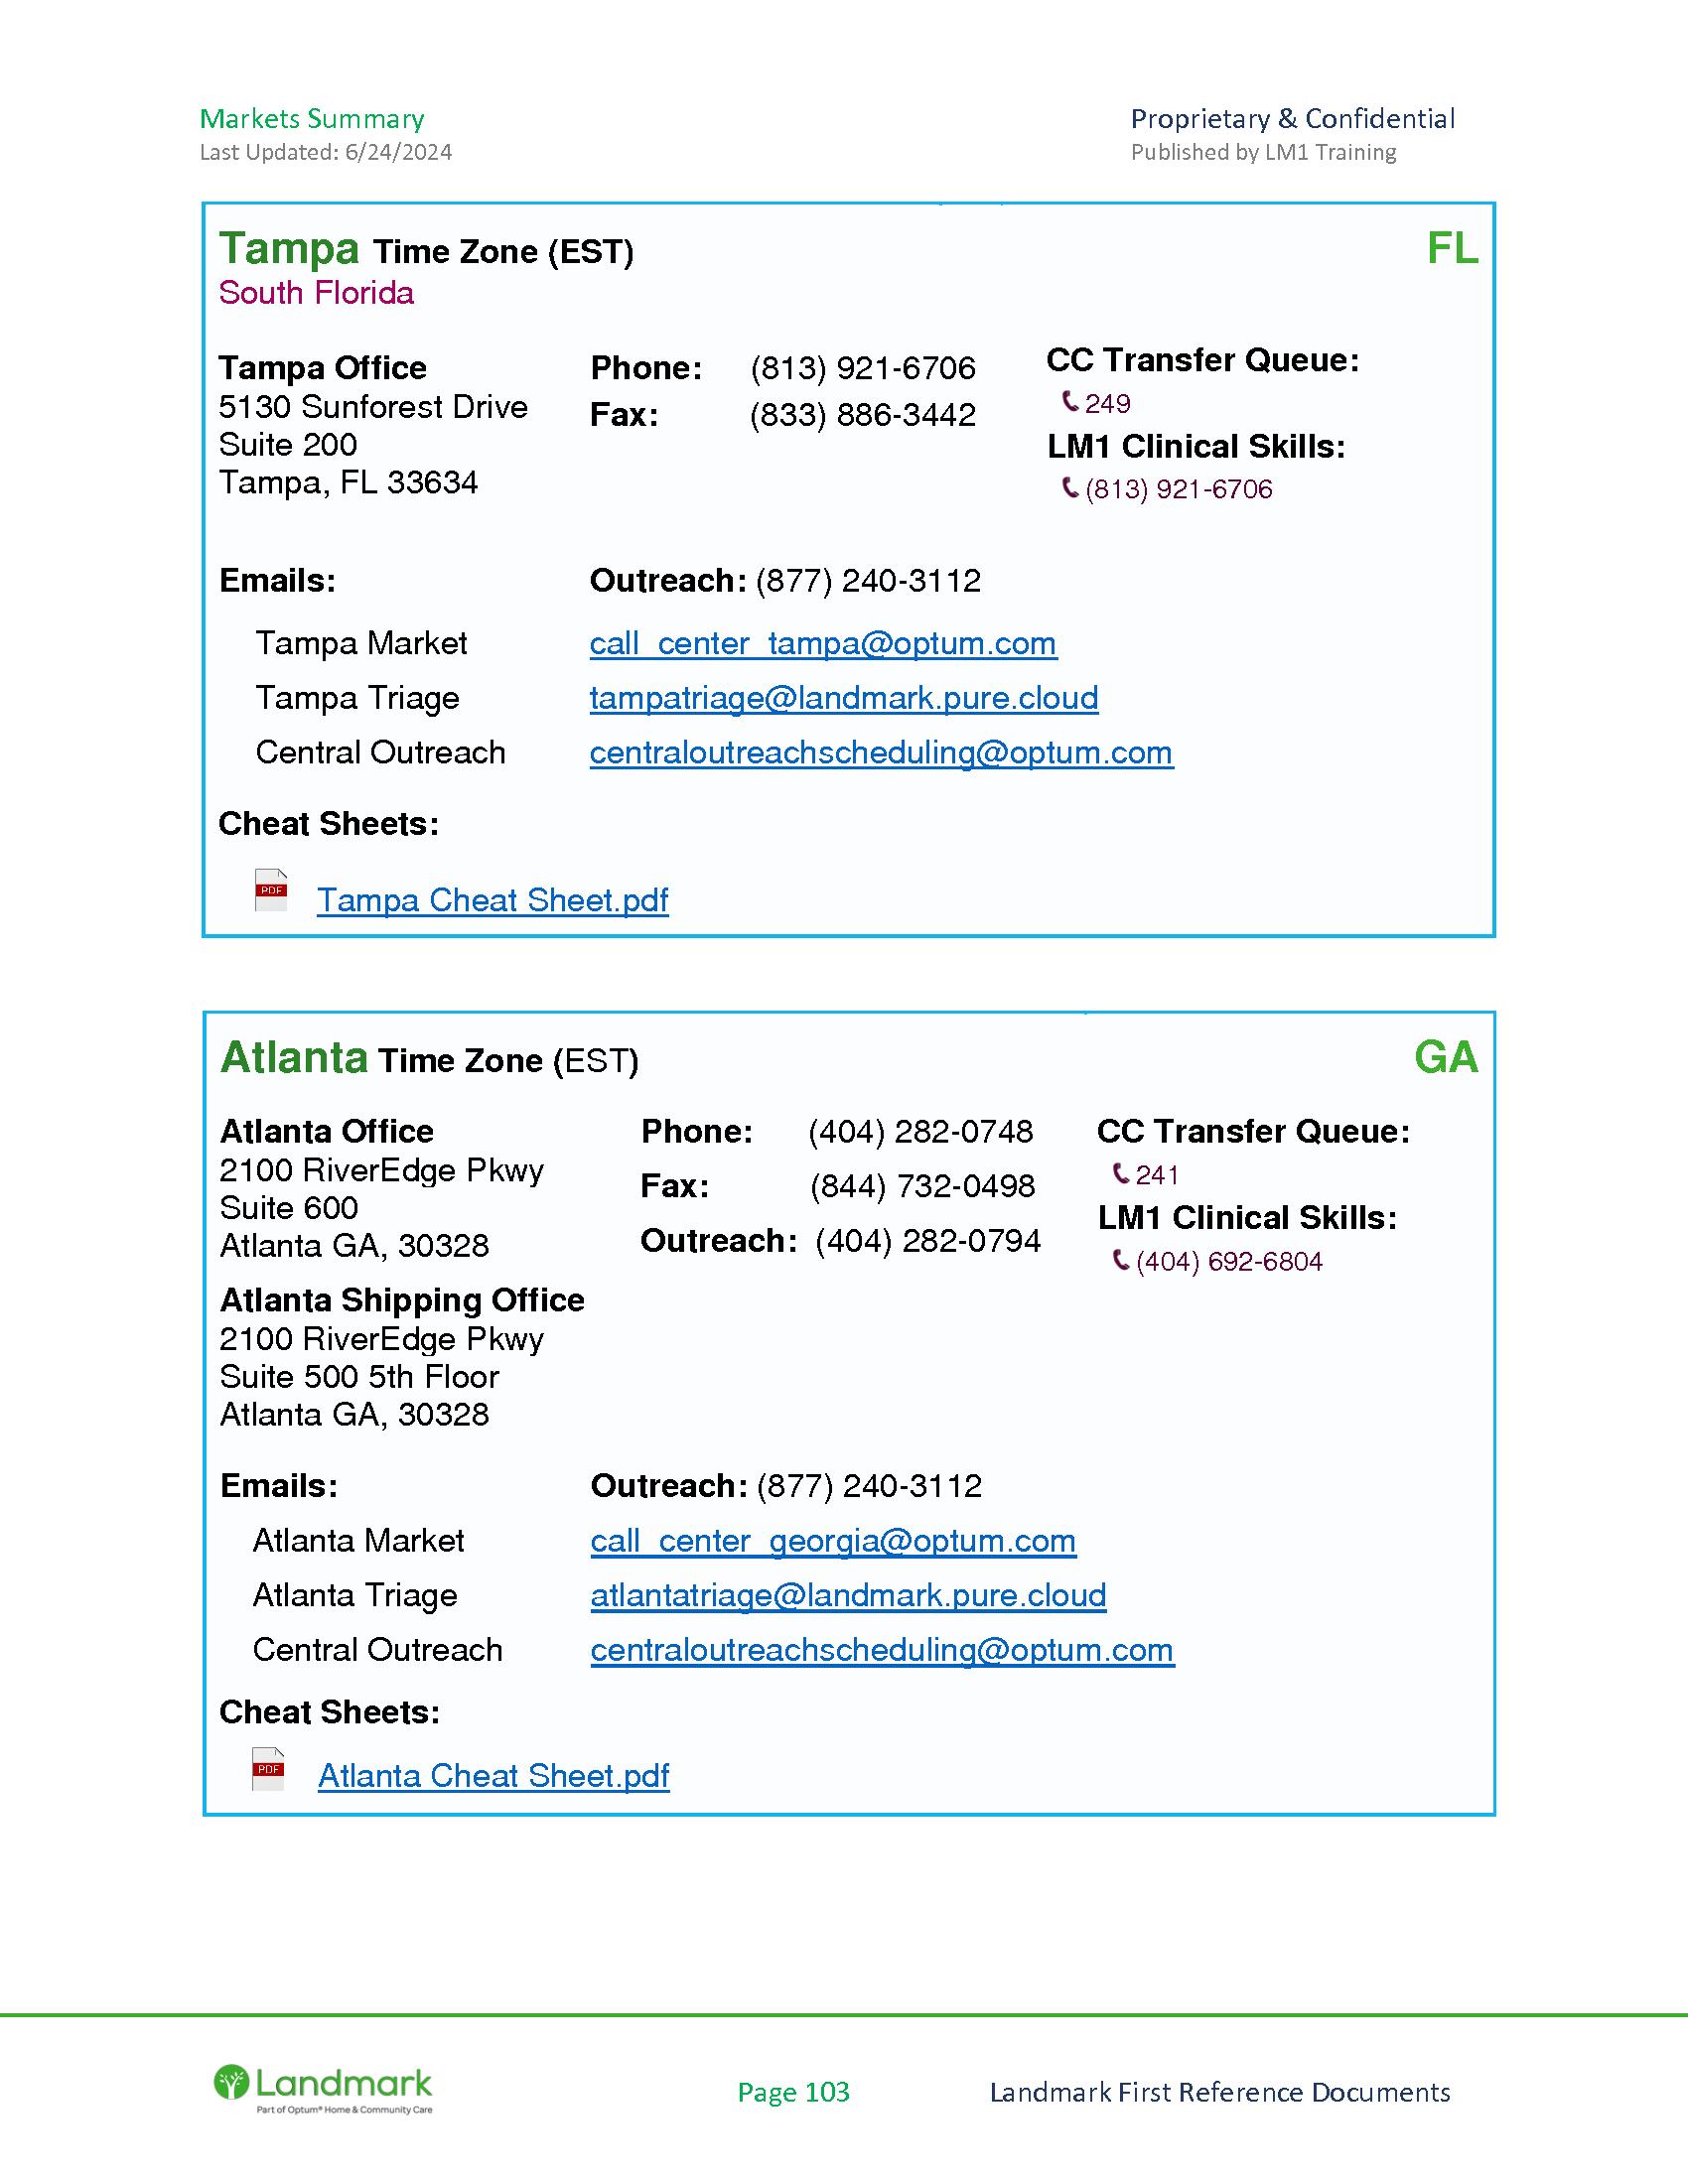 Markets Summary
Last Updated: 6/24/2024
Proprietary & Confidential
Published by LM1 Training
Tampa Time Zone (EST) FL
South Florida
Tampa Office
5130 Sunforest Drive
Suite 200
Tampa, FL 33634
Phone: (813) 921-6706
Fax: (833) 886-3442
CC Transfer Queue:
249
LM1 Clinical Skills:
(813) 921-6706
Emails: Outreach: (877) 240-3112
Tampa Market call_center_tampa@optum.com
Tampa Triage tampatriage@landmark.pure.cloud
Central Outreach centraloutreachscheduling@optum.com
Cheat Sheets:
PDF Tampa Cheat Sheet.pdf
Atlanta Time Zone (EST) GA
Atlanta Office
2100 RiverEdge Pkwy
Suite 600
Atlanta GA, 30328
Atlanta Shipping Office
2100 RiverEdge Pkwy
Suite 500 5th Floor
Atlanta GA, 30328
Phone: (404) 282-0748
Fax: (844) 732-0498
Outreach: (404) 282-0794
CC Transfer Queue:
241
LM1 Clinical Skills:
(404) 692-6804
Emails: Outreach: (877) 240-3112
Atlanta Market call_center_georgia@optum.com
Atlanta Triage atlantatriage@landmark.pure.cloud
Central Outreach centraloutreachscheduling@optum.com
Cheat Sheets:
PDF Atlanta Cheat Sheet.pdf
Landmark
Part of Optum® Home & Community Care
Page 103
Landmark First Reference Documents